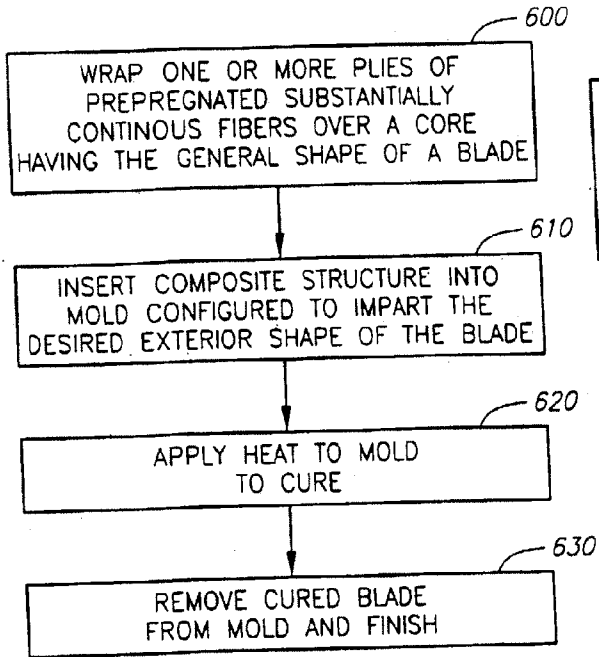 600
WRAP ONE OR MORE PLIES OF
PREPREGNATED SUBSTANTIALLY
CONTINOUS FIBERS OVER A CORE
HAVING THE GENERAL SHAPE OF A BLADE
610
INSERT COMPOSITE STRUCTURE INTO
MOLD CONFIGURED TO IMPART THE
DESIRED EXTERIOR SHAPE OF THE BLADE
620
APPLY HEAT TO MOLD
TO CURE
630
REMOVE CURED BLADE
FROM MOLD AND FINISH